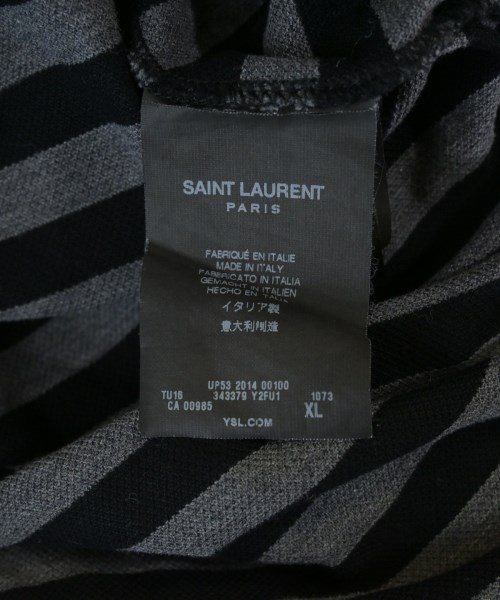 SAINT LAURENT
PARIS
FABRIQUÉ EN ITALIE
MADE IN ITALY
FABRICATO IN ITALIA
GEMACHT IN ITALIEN
HECHO EN ITALIA
イタリア製
意大利制造
UP53 2014 00100
TU16 343379 Y2FU1 1073
CA 00985 XL
YSL.COM